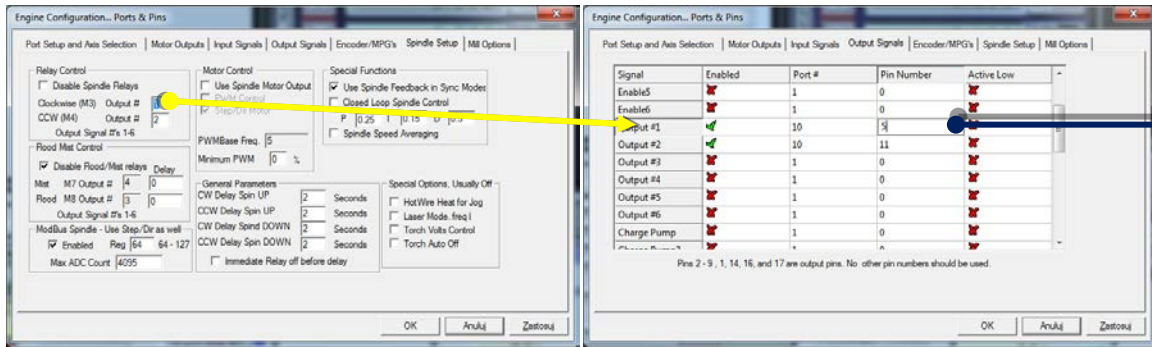 Engine Configuration... Ports & Pins
Port Setup and Axis Selection | Motor Outputs | Input Signals | Output Signals | Encoder/MPG's | Spindle Setup | Mill Options
Relay Control
Disable Spindle Relays
Clockwise (M3) Output #
CCW (M4) Output # 2
Output Signal #'s 1-6
Flood Mist Control
Disable Flood/Mist relays Delay
Mist M7 Output # 4 0
Flood M8 Output # 3 0
Output Signal #'s 1-6
ModBus Spindle - Use Step/Dir as well
Enabled Reg 64 64 - 127
Max ADC Count 4095
Motor Control
Use Spindle Motor Output
PWM Control
Step/Dir Motor
PWMBase Freq. 5
Minimum PWM 0 %
General Parameters
CW Delay Spin UP 2 Seconds
CCW Delay Spin UP 2 Seconds
CW Delay Spind DOWN 2 Seconds
CCW Delay Spin DOWN 2 Seconds
Immediate Relay off before delay
Special Functions
Use Spindle Feedback in Sync Modes
Closed Loop Spindle Control
P 0.25 I 0.15 D
Spindle Speed Averaging
Special Options, Usually Off
HotWire Heat for Jog
Laser Mode. freq
Torch Volts Control
Torch Auto Off
OK Anuluj Zastosuj
Engine Configuration... Ports & Pins
Port Setup and Axis Selection | Motor Outputs | Input Signals | Output Signals | Encoder/MPG's | Spindle Setup | Mill Options
Signal Enabled Port # Pin Number Active Low
Enable5 1 0
Enable6 1 0
Output #1 10 5
Output #2 10 11
Output #3 1 0
Output #4 1 0
Output #5 1 0
Output #6 1 0
Charge Pump 1 0
Pins 2 - 9 , 1, 14, 16, and 17 are output pins. No other pin numbers should be used.
OK Anuluj Zastosuj